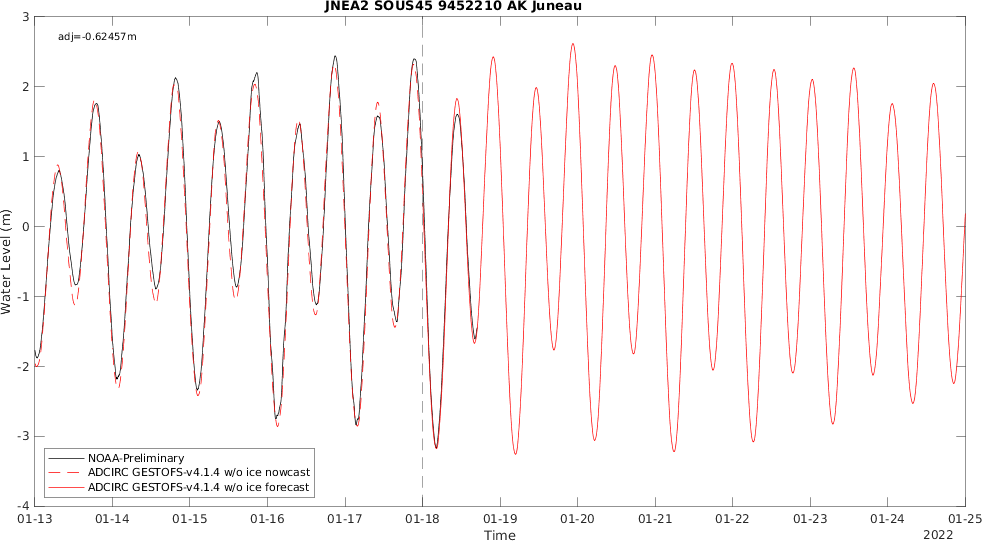 JNEA2 SOUS45 9452210 AK Juneau
adj=-0.62457m
3
2
1
0
-1
-2
-3
-4
Water Level (m)
NOAA-Preliminary
ADCIRC GESTOFS-v4.1.4 w/o ice nowcast
ADCIRC GESTOFS-v4.1.4 w/o ice forecast
01-13 01-14 01-15 01-16 01-17 01-18 01-19 01-20 01-21 01-22 01-23 01-24 01-25
Time
2022